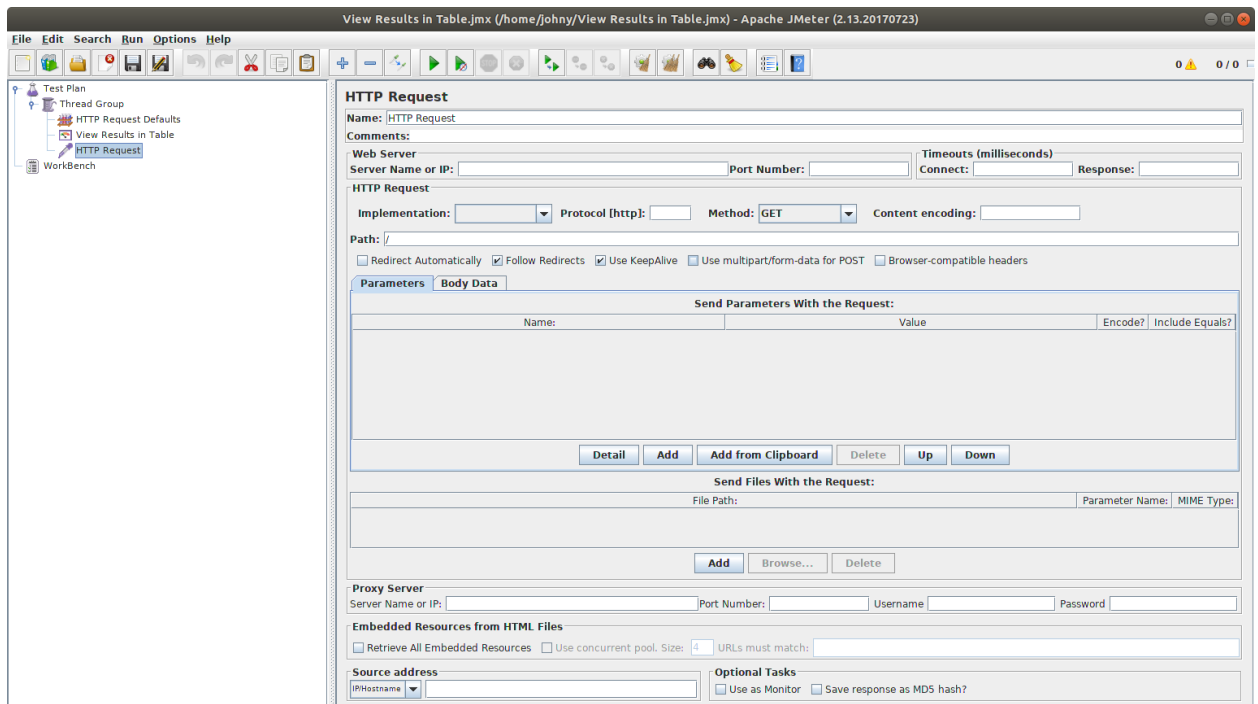 View Results in Table.jmx (/home/johny/View Results in Table.jmx) - Apache JMeter (2.13.20170723)
File Edit Search Run Options Help
0 0 / 0
Test Plan
Thread Group
HTTP Request Defaults
View Results in Table
HTTP Request
WorkBench
HTTP Request
Name: HTTP Request
Comments:
Web Server Timeouts (milliseconds)
Server Name or IP: Port Number: Connect: Response:
HTTP Request
Implementation: Protocol [http]: Method: GET Content encoding:
Path: /
Redirect Automatically Follow Redirects Use KeepAlive Use multipart/form-data for POST Browser-compatible headers
Parameters Body Data
Send Parameters With the Request:
Name: Value Encode? Include Equals?
Detail Add Add from Clipboard Delete Up Down
Send Files With the Request:
File Path: Parameter Name: MIME Type:
Add Browse... Delete
Proxy Server
Server Name or IP: Port Number: Username Password
Embedded Resources from HTML Files
Retrieve All Embedded Resources Use concurrent pool. Size: 4 URLs must match:
Source address Optional Tasks
IP/Hostname Use as Monitor Save response as MD5 hash?